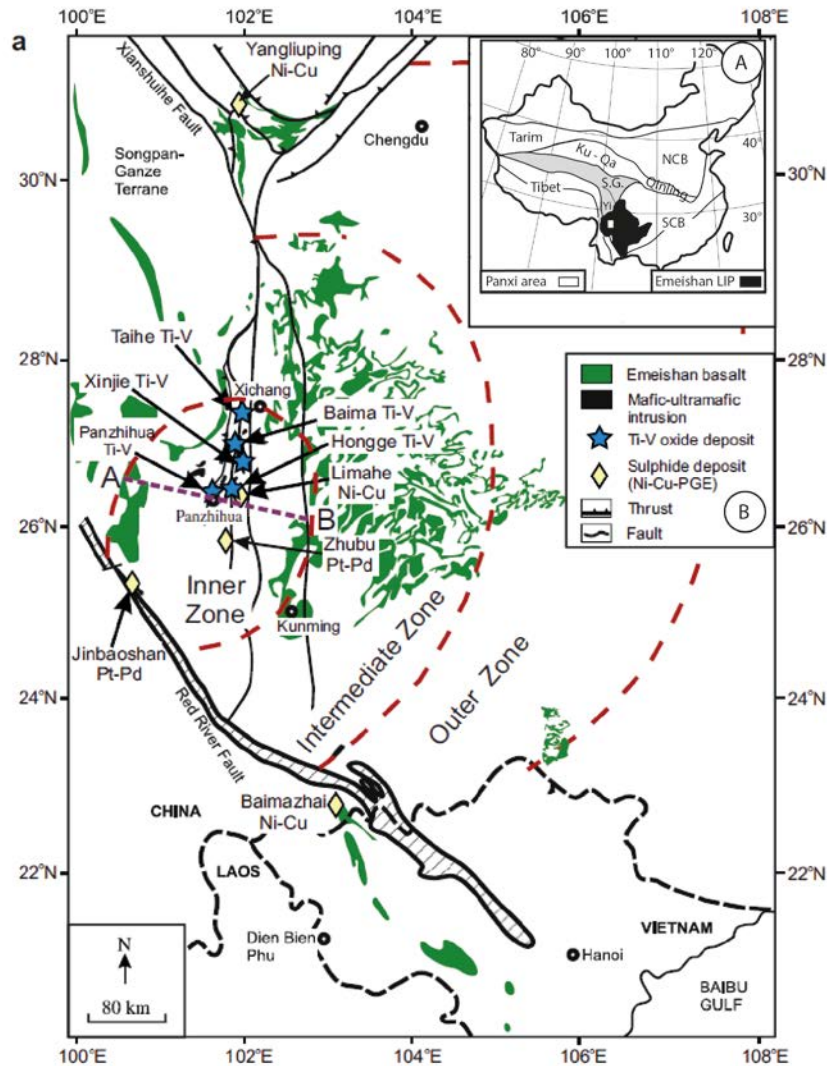 a
100°E
102°
104°
106°
108°E
Yangliuping
Ni-Cu
Xianshuihe Fault
Songpan-
Ganze
Terrane
Chengdu
30°N
80°
90°
100°
110°
120°
A
Tarim
Ku - Qa
NCB
40°
S.G.
Qinling
Tibet
Yi
SCB
30°
Panxi area
Emeishan LIP
30°N
28°N
28°N
Taihe Ti-V
Xinjie Ti-V
Xichang
Panzhihua
Ti-V
Baima Ti-V
Hongge Ti-V
Limahe
Ni-Cu
A
B
Panzhihua
Zhubu
Pt-Pd
Emeishan basalt
Mafic-ultramafic
intrusion
Ti-V oxide deposit
Sulphide deposit
(Ni-Cu-PGE)
B
Thrust
Fault
26°N
26°N
Inner
Zone
Kunming
Jinbaoshan
Pt-Pd
Red River Fault
Intermediate Zone
Outer Zone
24°N
24°N
Baimazhai
Ni-Cu
CHINA
LAOS
22°N
22°N
VIETNAM
Dien Bien
Phu
Hanoi
BAIBU
GULF
N
80 km
100°E
102°E
104°E
106°E
108°E